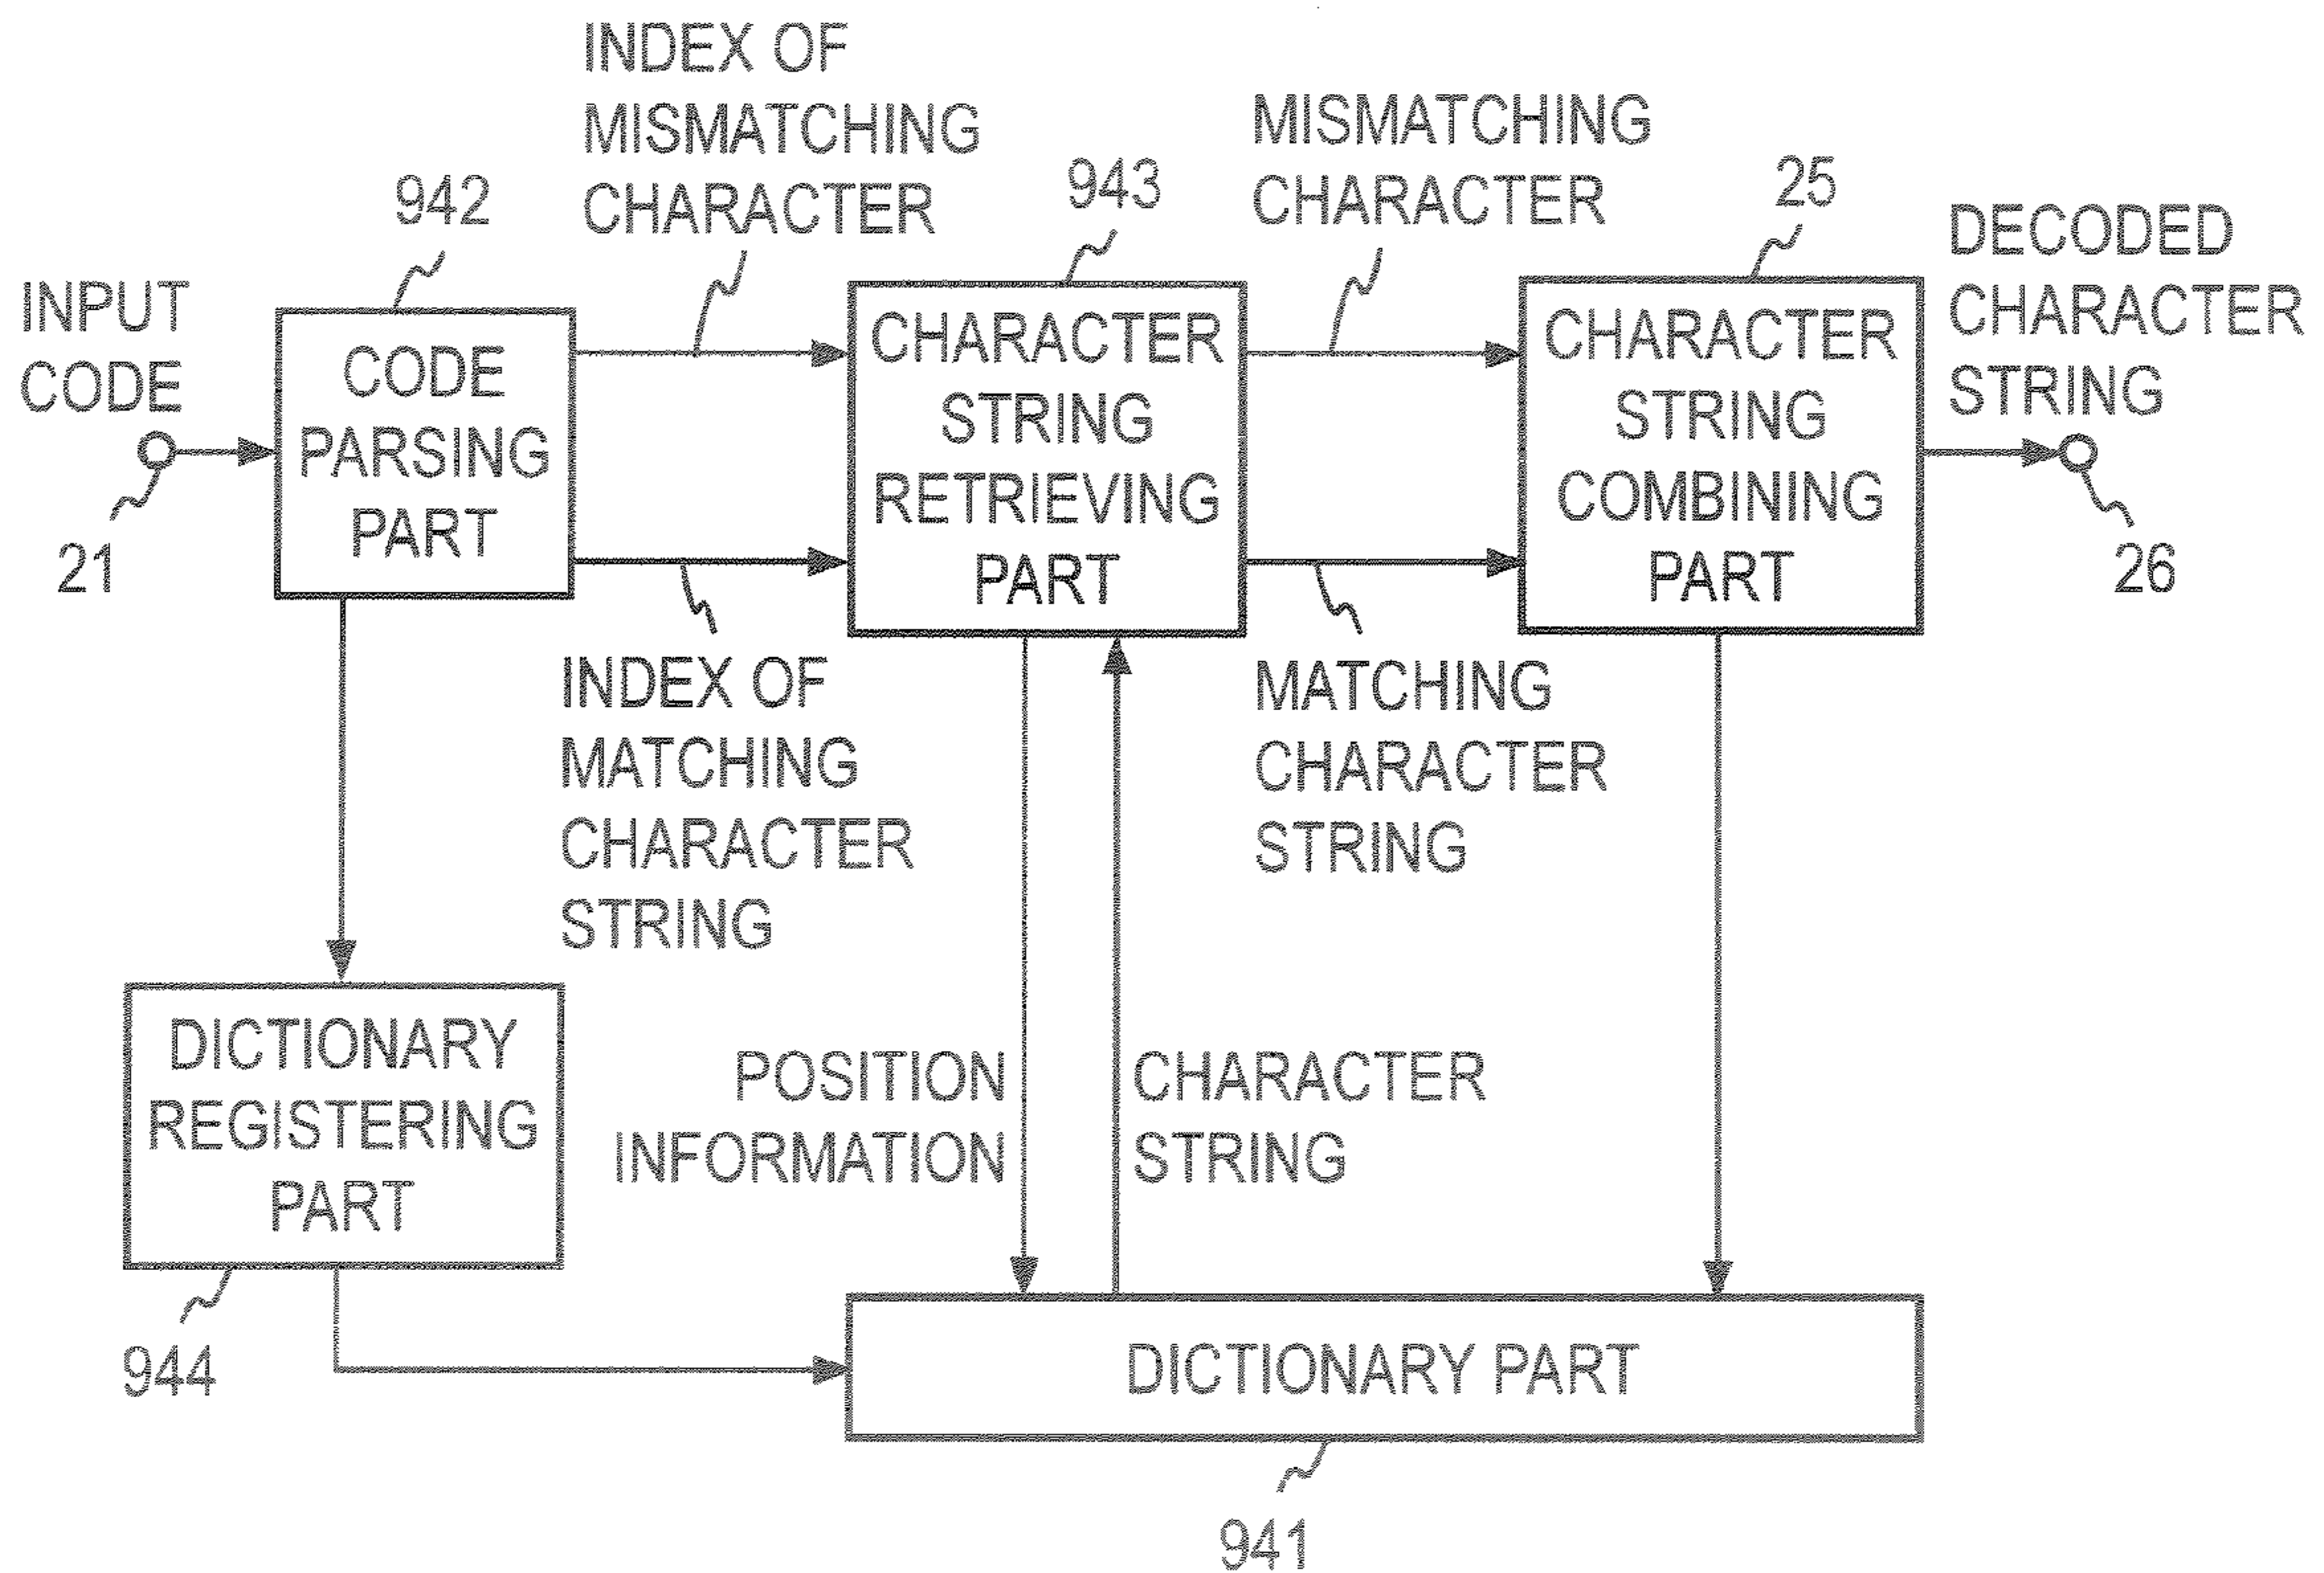 INDEX OF
MISMATCHING
CHARACTER
MISMATCHING
CHARACTER
942
943
25
INPUT
CODE
DECODED
CHARACTER
STRING
CODE
PARSING
PART
CHARACTER
STRING
RETRIEVING
PART
CHARACTER
STRING
COMBINING
PART
21
26
INDEX OF
MATCHING
CHARACTER
STRING
MATCHING
CHARACTER
STRING
DICTIONARY
REGISTERING
PART
POSITION
INFORMATION
CHARACTER
STRING
944
DICTIONARY PART
941